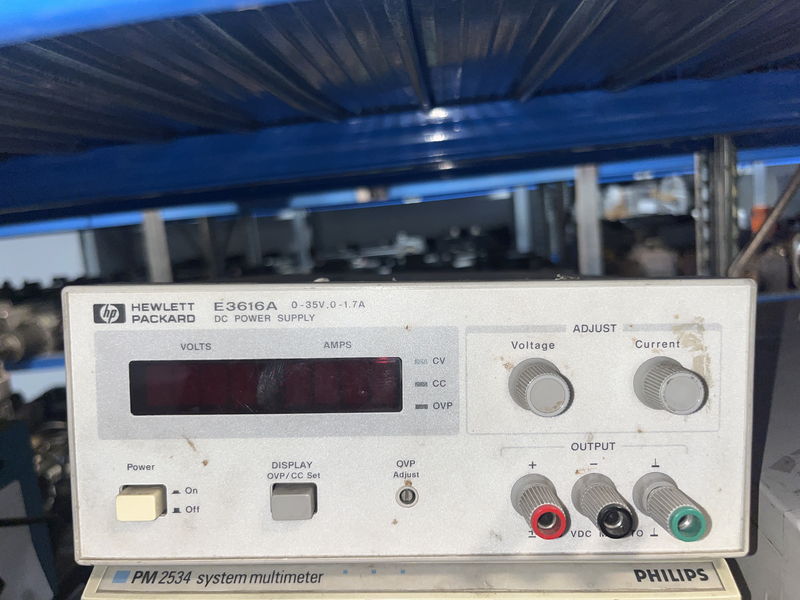 hp HEWLETT PACKARD
E3616A 0-35V,0-1.7A
DC POWER SUPPLY
VOLTS AMPS
CV
CC
OVP
ADJUST
Voltage Current
Power
On
Off
DISPLAY
OVP/CC Set
OVP
Adjust
OUTPUT
+ − ⊥
VDC TO ⊥
PM 2534 system multimeter PHILIPS